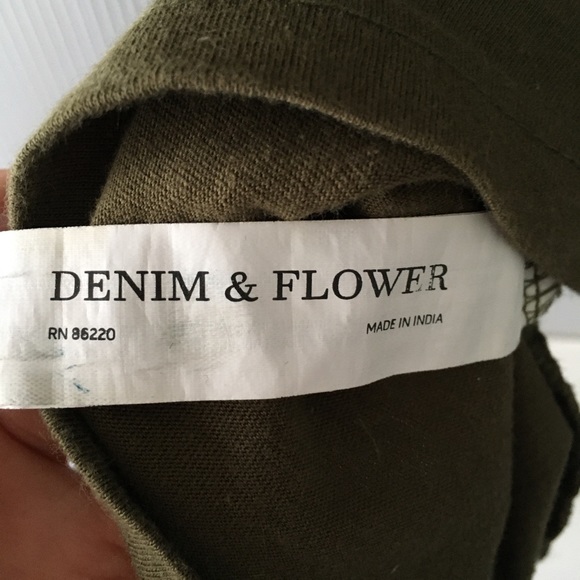 DENIM & FLOWER
RN 86220
MADE IN INDIA